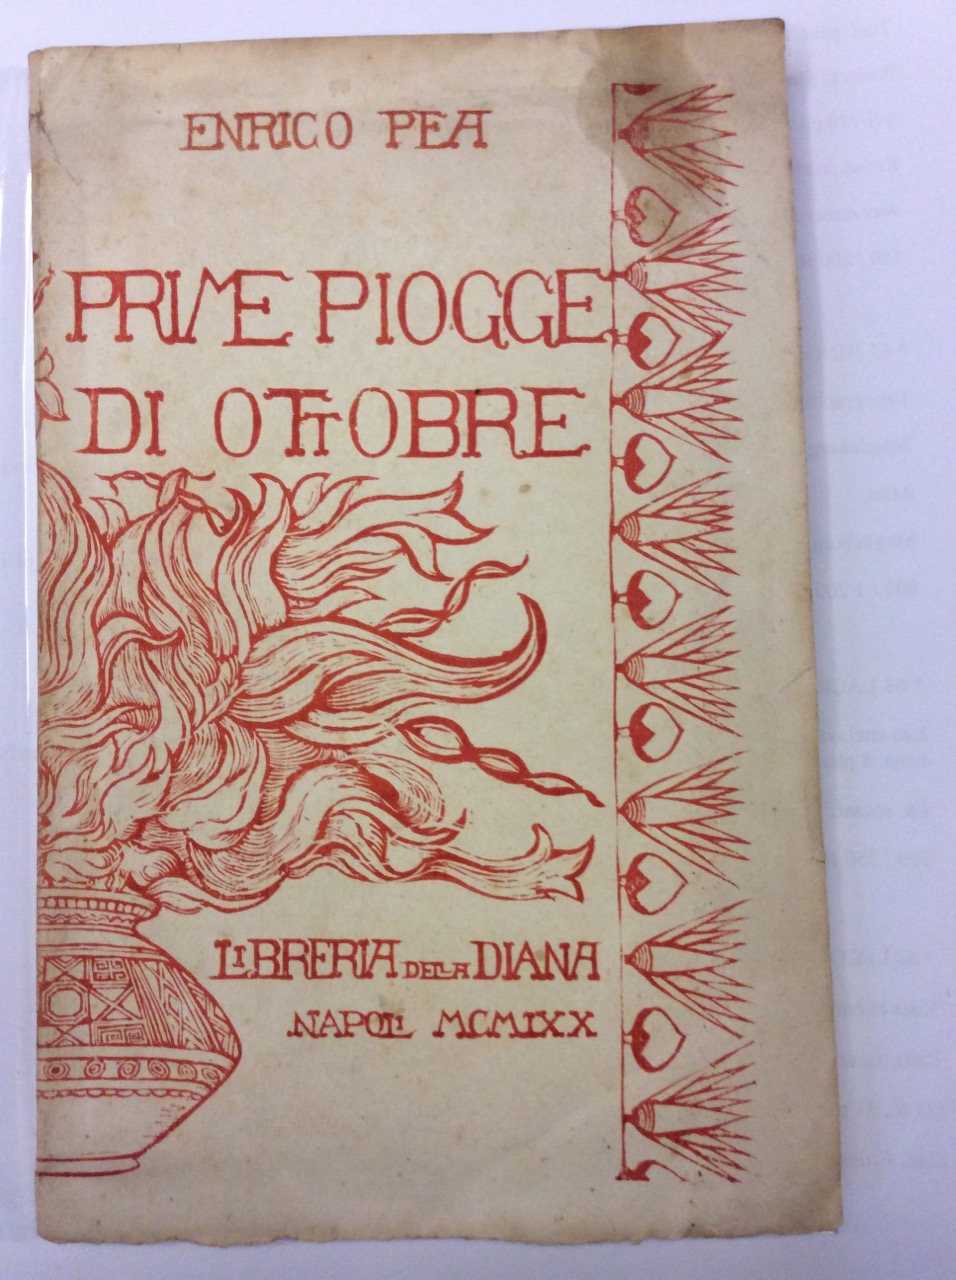 ENRICO PEA
PRIME PIOGGE
DI OTTOBRE
LIBRERIA DELLA DIANA
NAPOLI MCMIXX